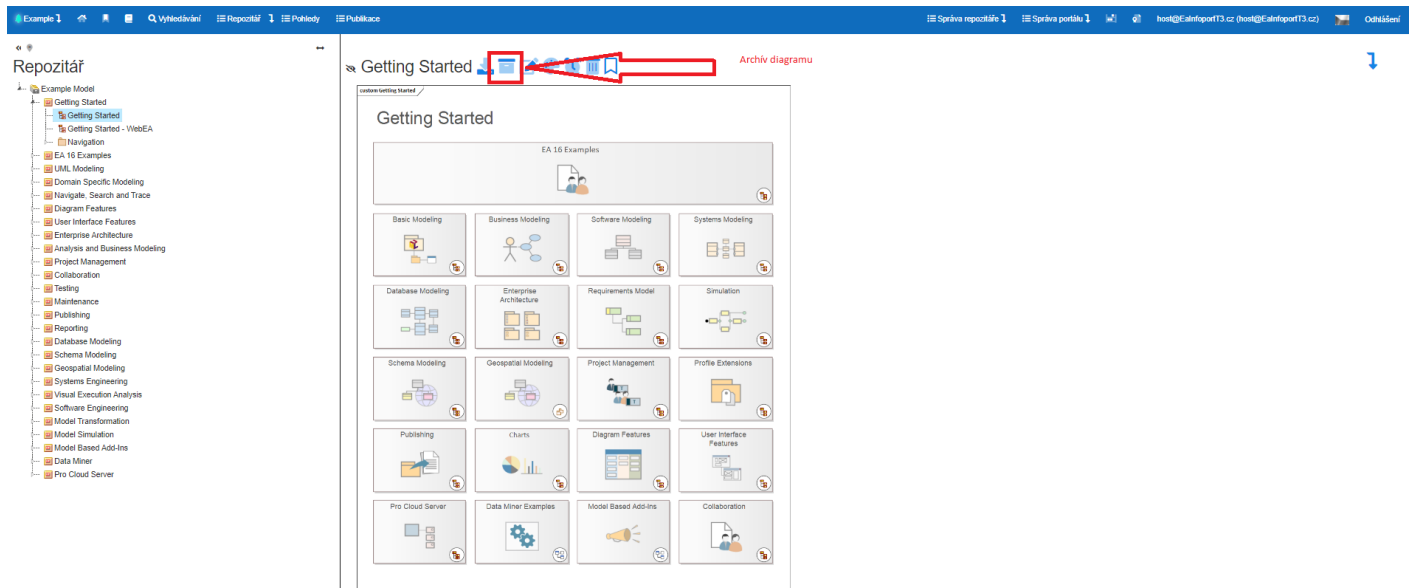 Example
Vyhledávání
Repozitář
Pohledy
Publikace
Správa repozitáře
Správa portálu
host@EaInfoportT3.cz (host@EaInfoportT3.cz)
Odhlášení
Repozitář
Example Model
Getting Started
Getting Started
Getting Started - WebEA
Navigation
EA 16 Examples
UML Modeling
Domain Specific Modeling
Navigate, Search and Trace
Diagram Features
User Interface Features
Enterprise Architecture
Analysis and Business Modeling
Project Management
Collaboration
Testing
Maintenance
Publishing
Reporting
Database Modeling
Schema Modeling
Geospatial Modeling
Systems Engineering
Visual Execution Analysis
Software Engineering
Model Transformation
Model Simulation
Model Based Add-Ins
Data Miner
Pro Cloud Server
Getting Started
Archív diagramu
custom Getting Started
Getting Started
EA 16 Examples
Basic Modeling
Business Modeling
Software Modeling
Systems Modeling
Database Modeling
Enterprise
Architecture
Requirements Model
Simulation
Schema Modeling
Geospatial Modeling
Project Management
Profile Extensions
Publishing
Charts
Diagram Features
User Interface
Features
Pro Cloud Server
Data Miner Examples
Model Based Add-Ins
Collaboration